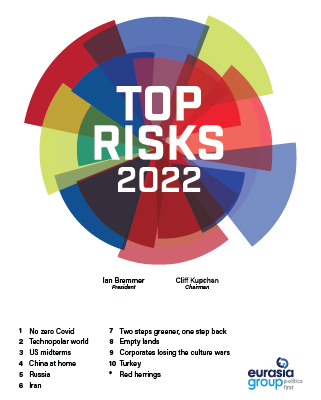 TOP
RISKS
2022
Ian Bremmer
President
Cliff Kupchan
Chairman
1 No zero Covid
2 Technopolar world
3 US midterms
4 China at home
5 Russia
6 Iran
7 Two steps greener, one step back
8 Empty lands
9 Corporates losing the culture wars
10 Turkey
* Red herrings
eurasia
group politics
first